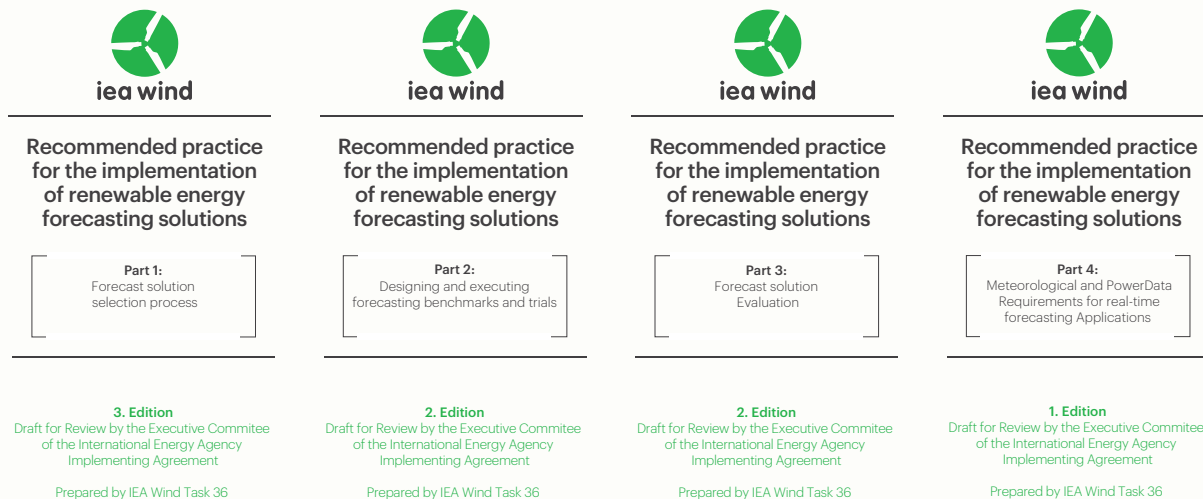 iea wind
Recommended practice
for the implementation
of renewable energy
forecasting solutions
Part 1:
Forecast solution
selection process
3. Edition
Draft for Review by the Executive Commitee
of the International Energy Agency
Implementing Agreement
Prepared by IEA Wind Task 36
iea wind
Recommended practice
for the implementation
of renewable energy
forecasting solutions
Part 2:
Designing and executing
forecasting benchmarks and trials
2. Edition
Draft for Review by the Executive Commitee
of the International Energy Agency
Implementing Agreement
Prepared by IEA Wind Task 36
iea wind
Recommended practice
for the implementation
of renewable energy
forecasting solutions
Part 3:
Forecast solution
Evaluation
2. Edition
Draft for Review by the Executive Commitee
of the International Energy Agency
Implementing Agreement
Prepared by IEA Wind Task 36
iea wind
Recommended practice
for the implementation
of renewable energy
forecasting solutions
Part 4:
Meteorological and PowerData
Requirements for real-time
forecasting Applications
1. Edition
Draft for Review by the Executive Commitee
of the International Energy Agency
Implementing Agreement
Prepared by IEA Wind Task 36